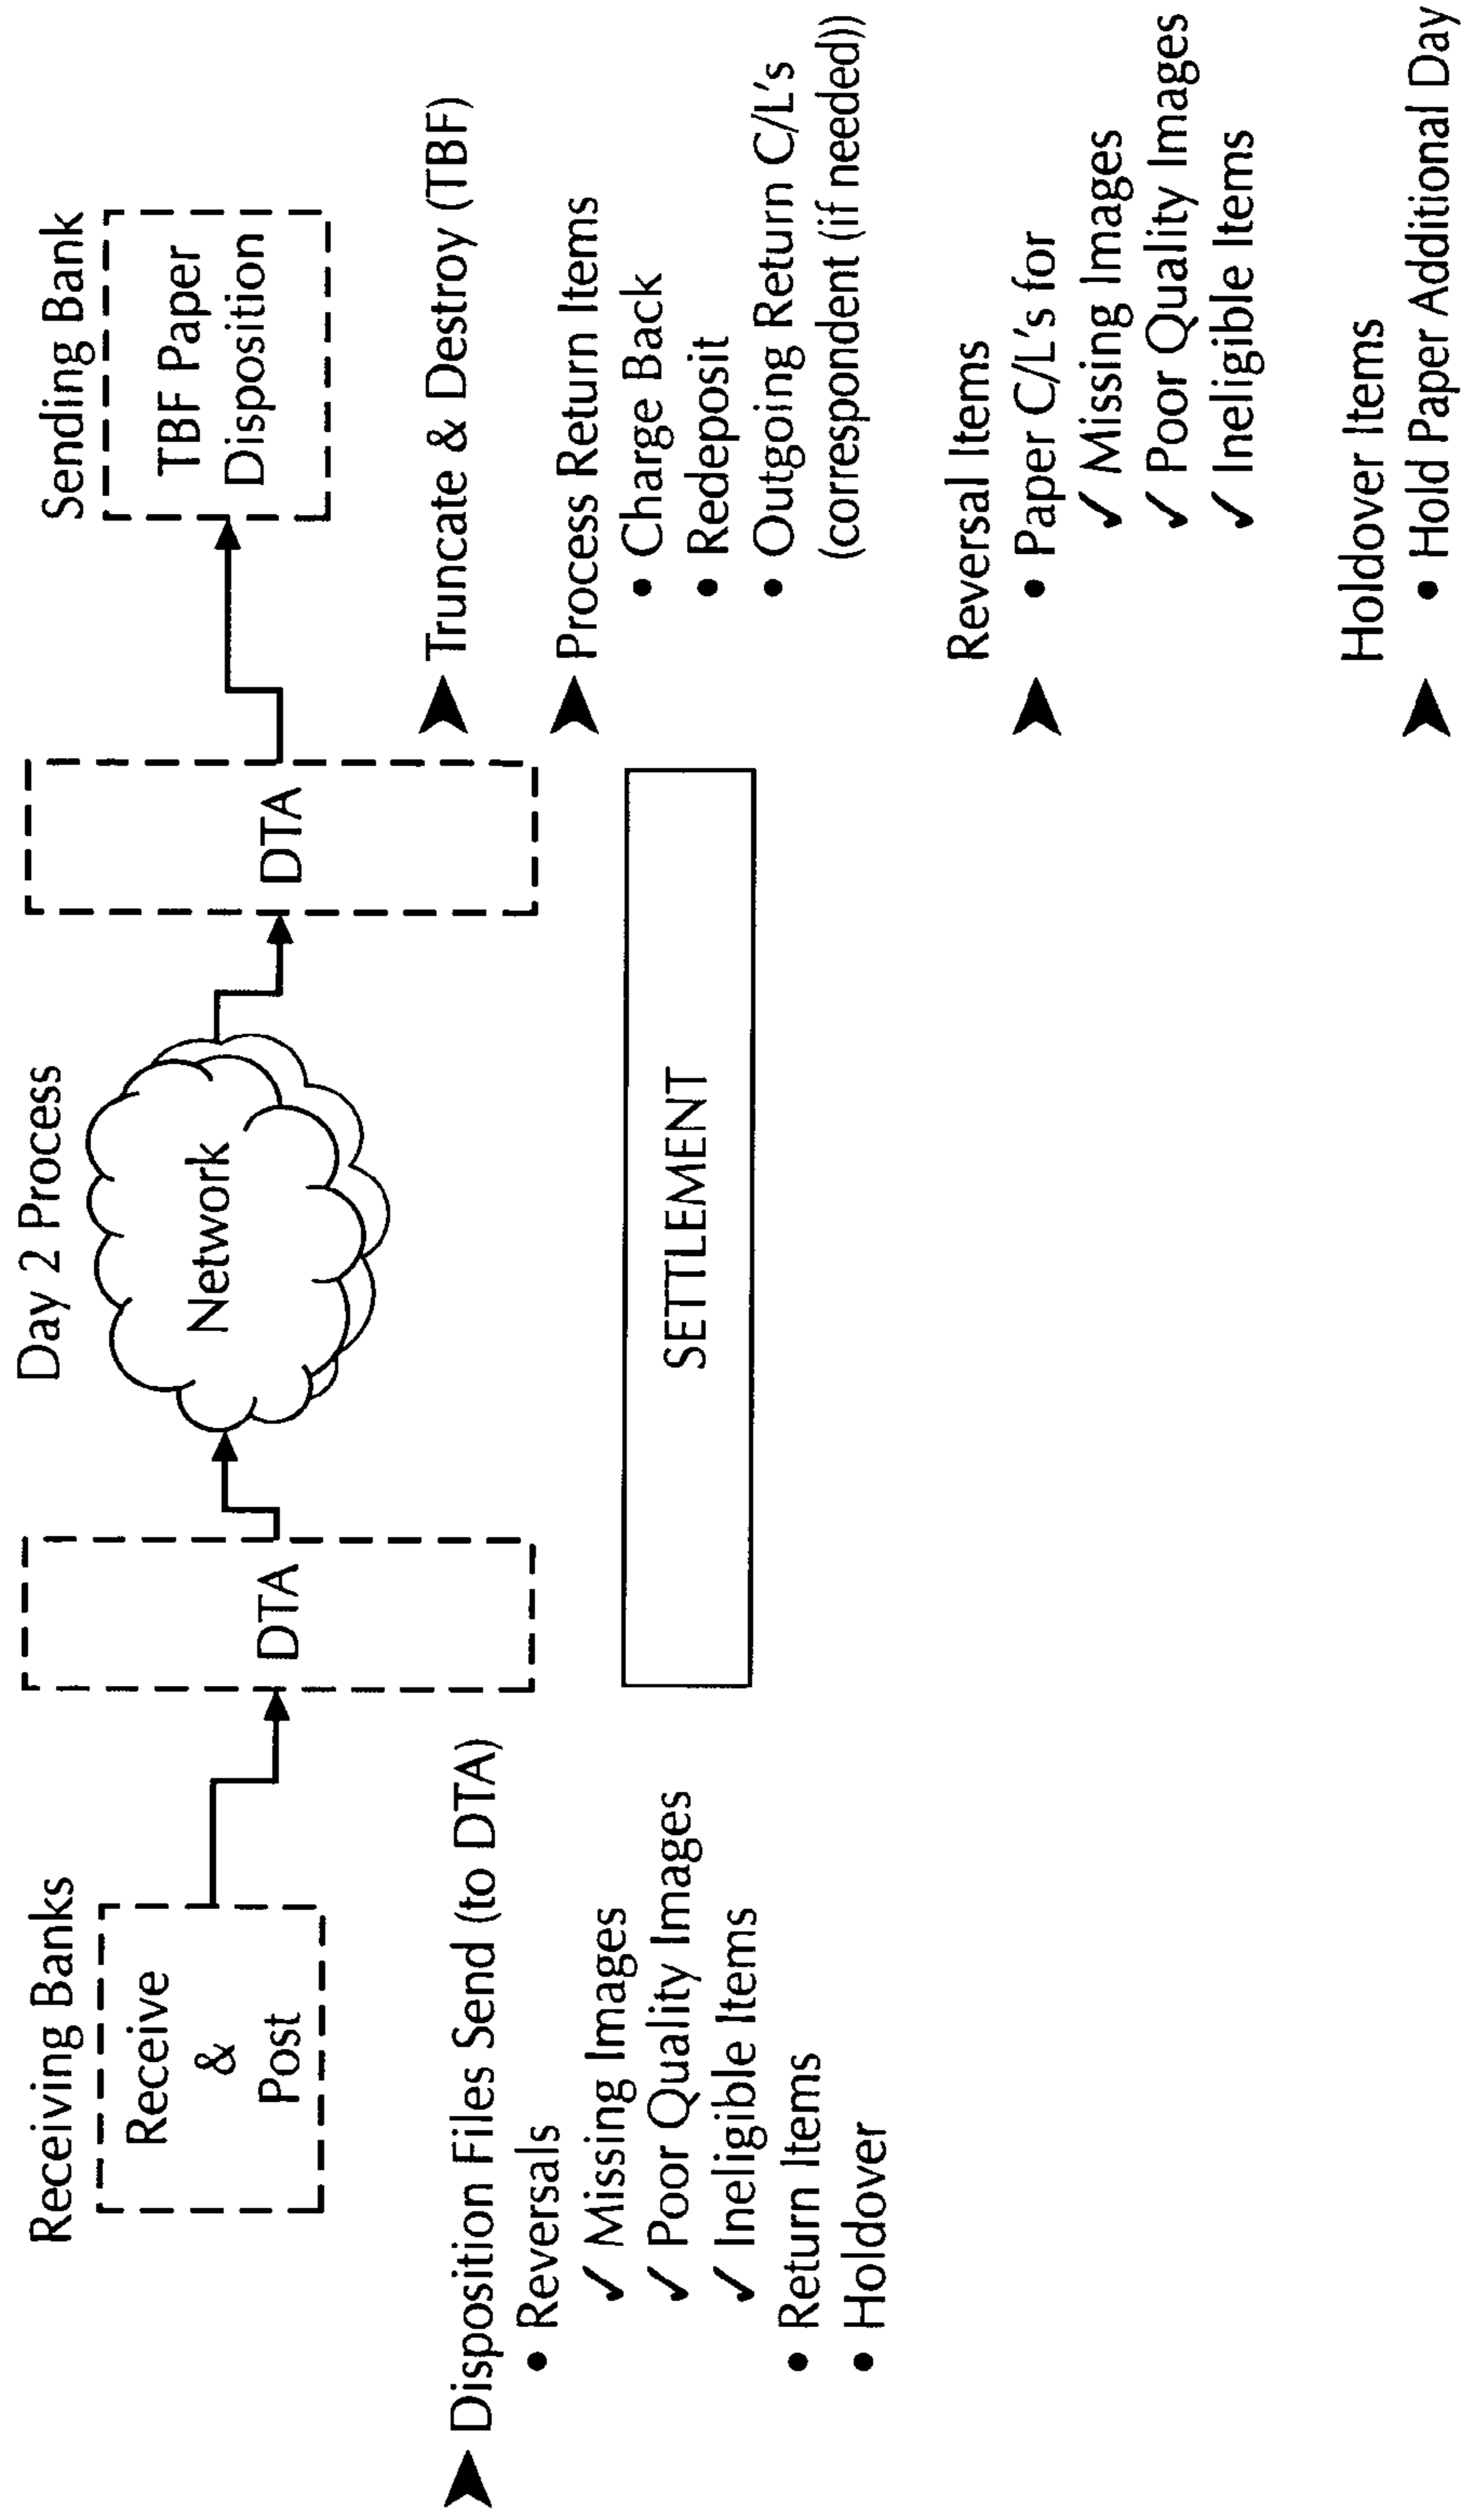 Day 2 Process
Receiving Banks
Receive
&
Post
DTA
Network
DTA
Sending Bank
TBF Paper
Disposition
➤ Disposition Files Send (to DTA)
• Reversals
✓ Missing Images
✓ Poor Quality Images
✓ Ineligible Items
• Return Items
• Holdover
SETTLEMENT
➤ Truncate & Destroy (TBF)
➤ Process Return Items
• Charge Back
• Redeposit
• Outgoing Return C/L's
(correspondent (if needed))
Reversal Items
➤ • Paper C/L's for
✓ Missing Images
✓ Poor Quality Images
✓ Ineligible Items
Holdover Items
➤ • Hold Paper Additional Day